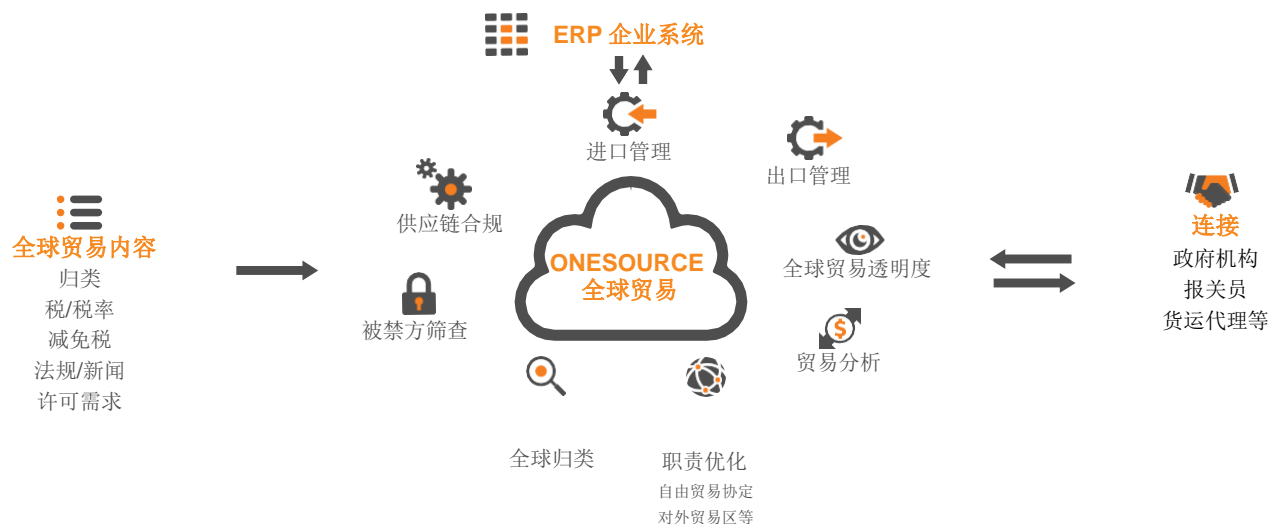 ERP 企业系统
进口管理
出口管理
供应链合规
全球贸易内容
归类
税/税率
减免税
法规/新闻
许可需求
ONESOURCE
全球贸易
全球贸易透明度
连接
政府机构
报关员
货运代理等
被禁方筛查
$
贸易分析
全球归类
职责优化
自由贸易协定
对外贸易区等